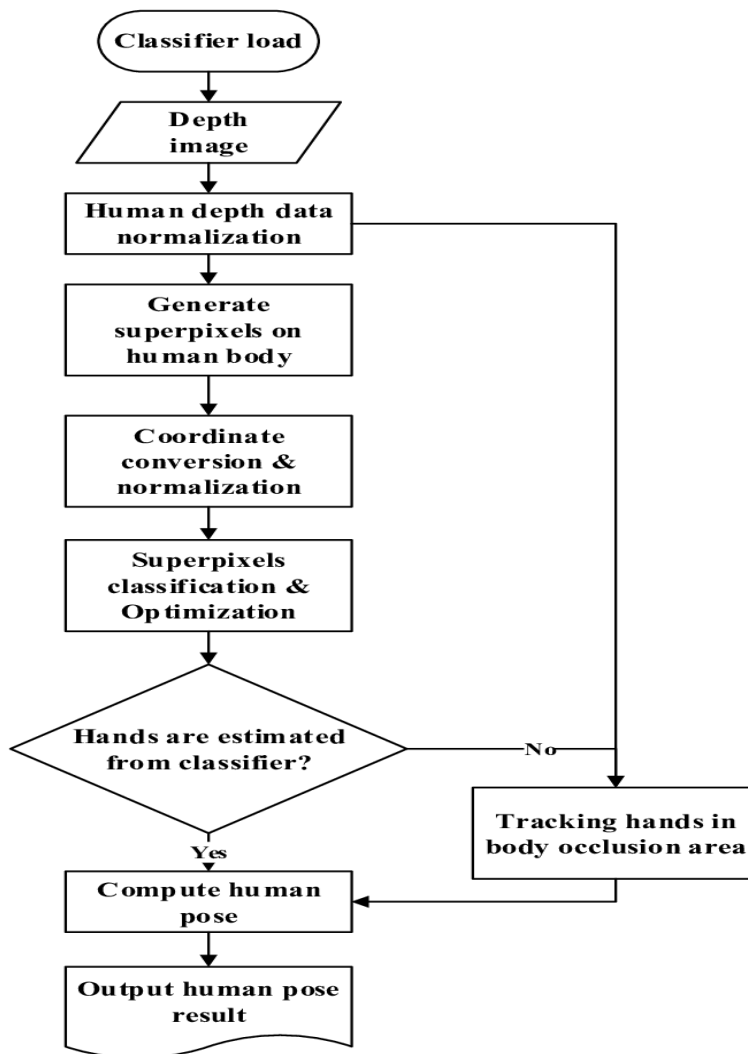 Classifier load
Depth
image
Human depth data
normalization
Generate
superpixels on
human body
Coordinate
conversion &
normalization
Superpixels
classification &
Optimization
Hands are estimated
from classifier?
No
Tracking hands in
body occlusion area
Yes
Compute human
pose
Output human pose
result